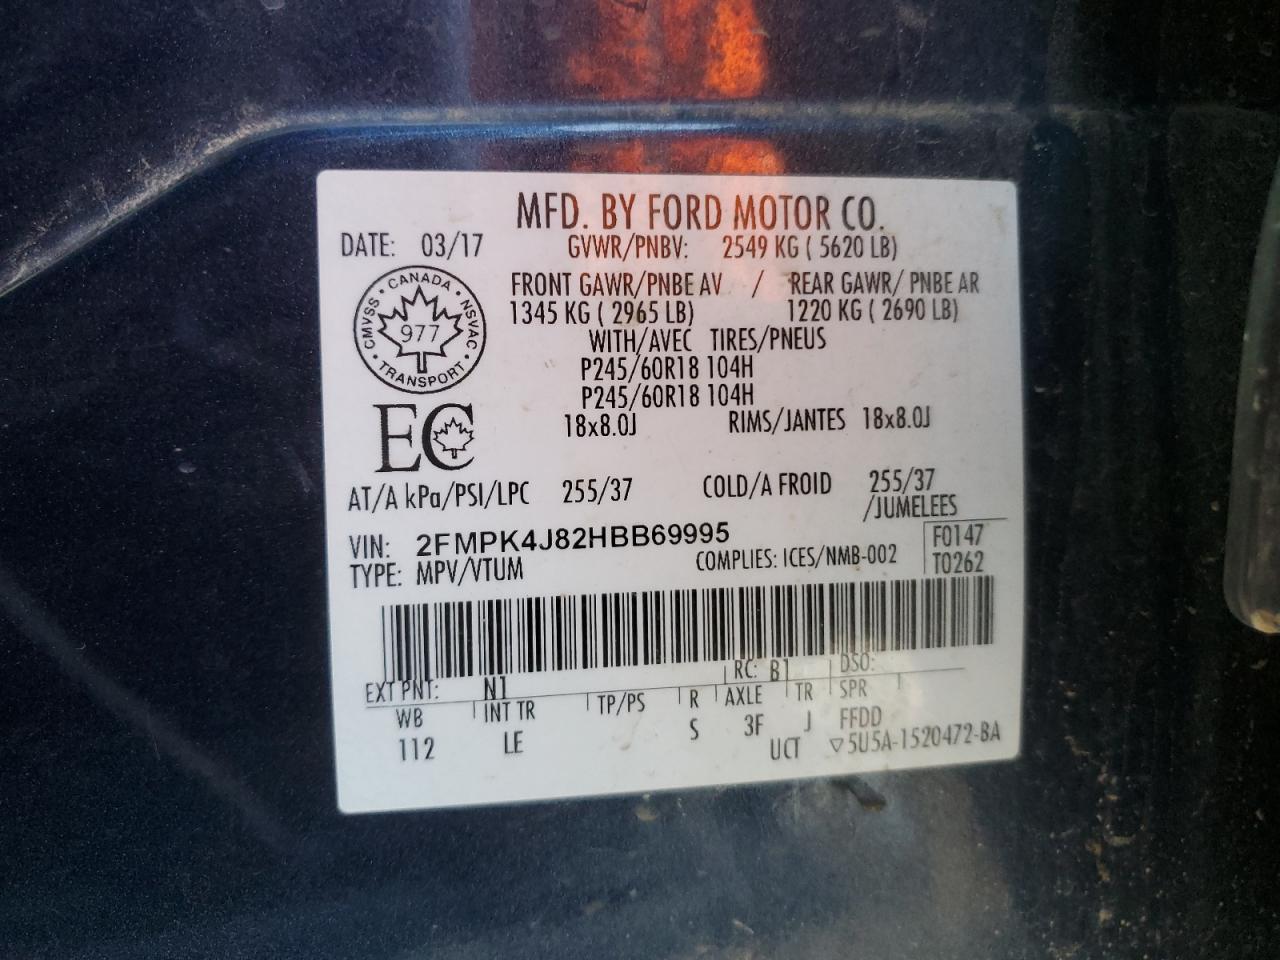 MFD. BY FORD MOTOR CO.
DATE: 03/17 GVWR/PNBV: 2549 KG ( 5620 LB)
FRONT GAWR/PNBE AV / REAR GAWR/ PNBE AR
1345 KG ( 2965 LB) 1220 KG ( 2690 LB)
WITH/AVEC TIRES/PNEUS
P245/60R18 104H
P245/60R18 104H
18x8.0J RIMS/JANTES 18x8.0J
CANADA
CMVSS 977 NSVAC
TRANSPORT
EC
AT/A kPa/PSI/LPC 255/37 COLD/A FROID 255/37
/JUMELEES
VIN: 2FMPK4J82HBB69995 F0147
TYPE: MPV/VTUM COMPLIES: ICES/NMB-002 T0262
EXT PNT: N1 RC: B1 DSO:
WB INT TR TP/PS R AXLE TR SPR
112 LE S 3F J FFDD
UCT ▽5U5A-1520472-BA